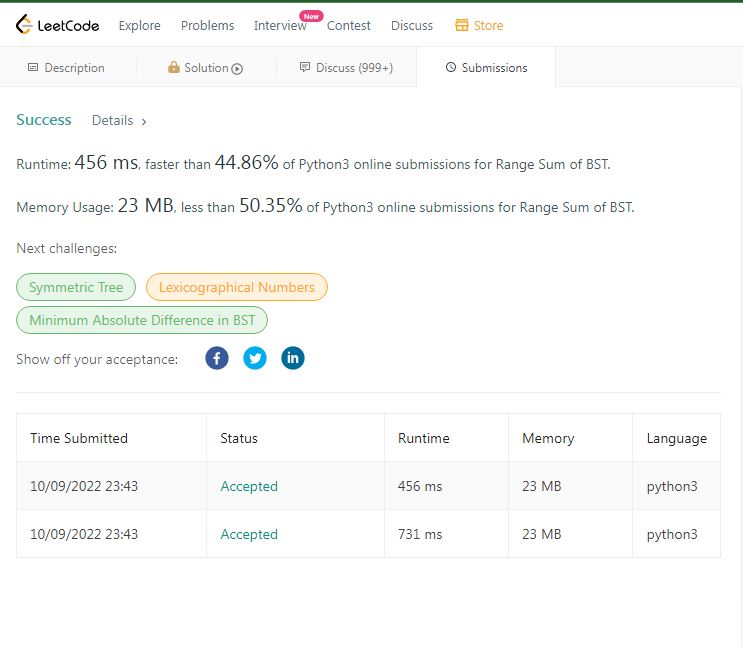 LeetCode Explore Problems Interview New Contest Discuss Store
Description Solution Discuss (999+) Submissions
Success Details
Runtime: 456 ms, faster than 44.86% of Python3 online submissions for Range Sum of BST.
Memory Usage: 23 MB, less than 50.35% of Python3 online submissions for Range Sum of BST.
Next challenges:
Symmetric Tree Lexicographical Numbers
Minimum Absolute Difference in BST
Show off your acceptance:
Time Submitted Status Runtime Memory Language
10/09/2022 23:43 Accepted 456 ms 23 MB python3
10/09/2022 23:43 Accepted 731 ms 23 MB python3